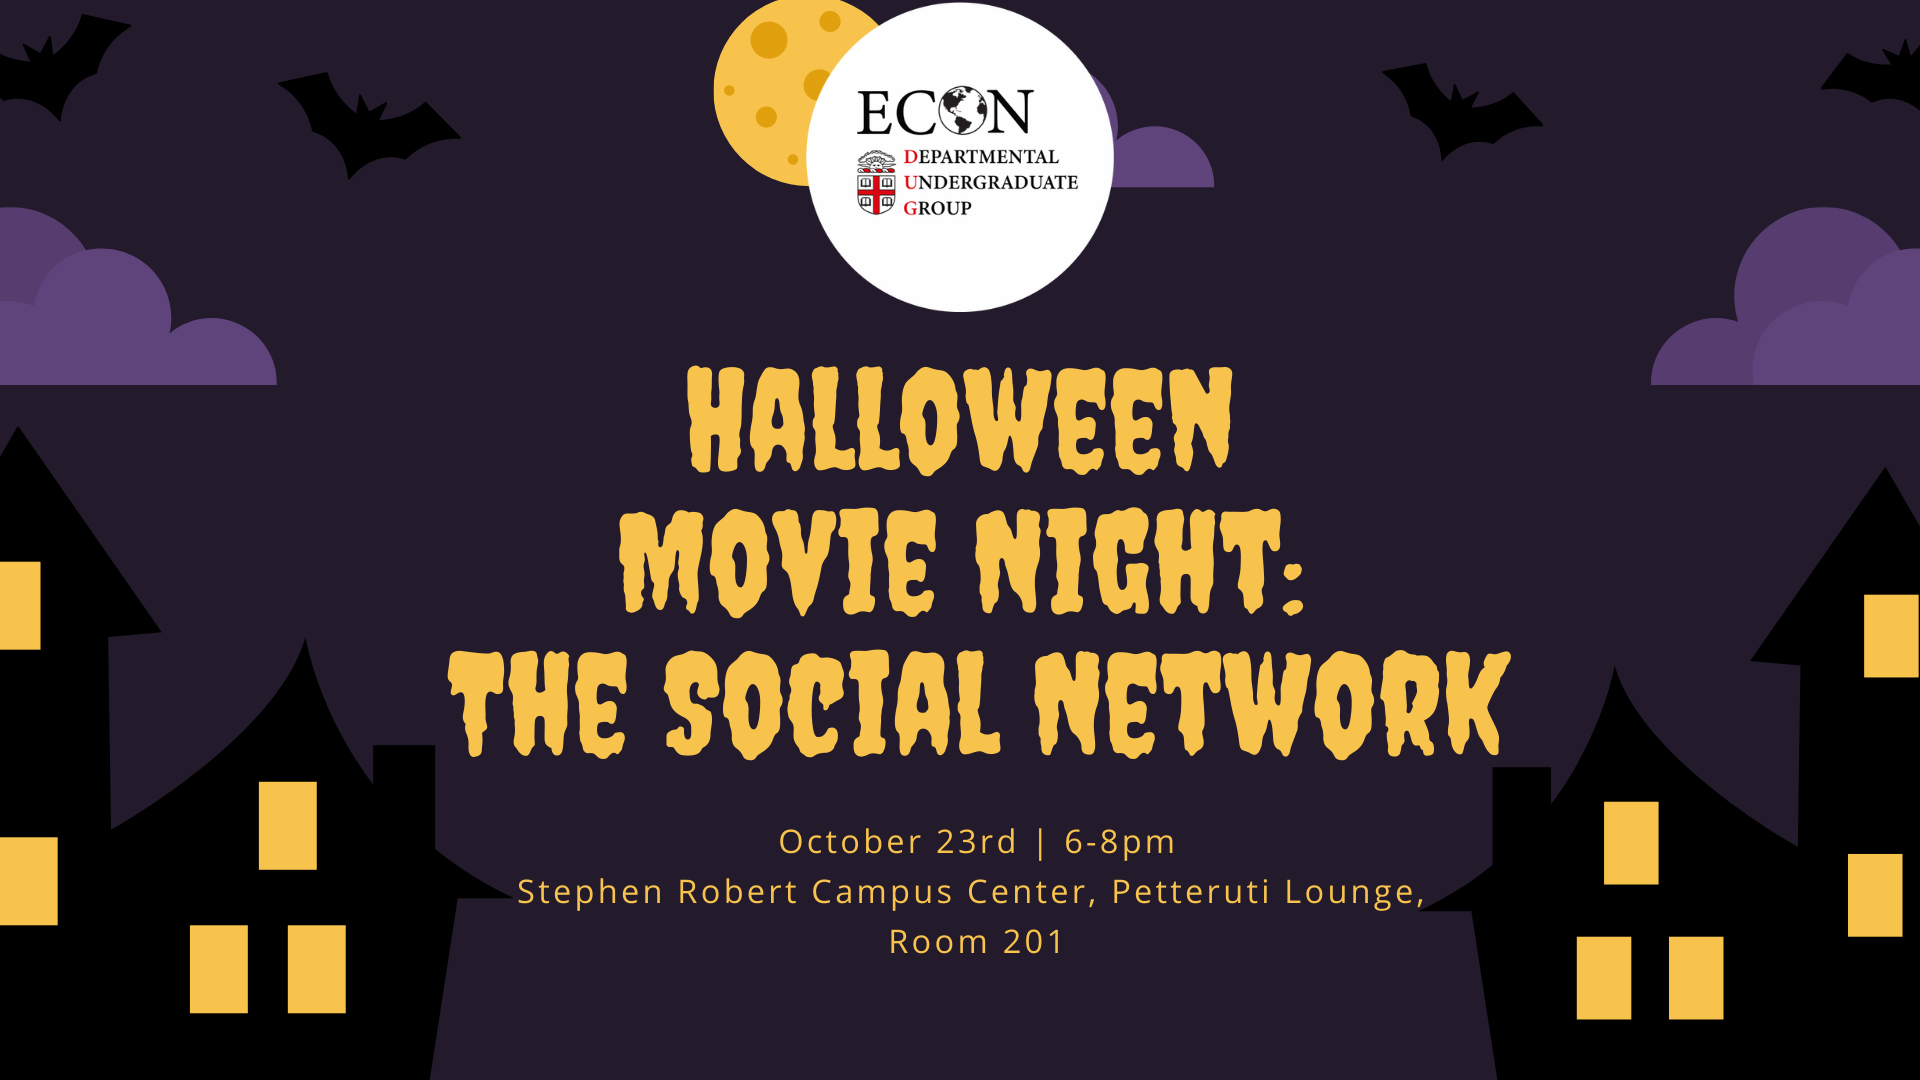 ECON
DEPARTMENTAL
UNDERGRADUATE
GROUP
HALLOWEEN
MOVIE NIGHT:
THE SOCIAL NETWORK
October 23rd | 6-8pm
Stephen Robert Campus Center, Petteruti Lounge,
Room 201